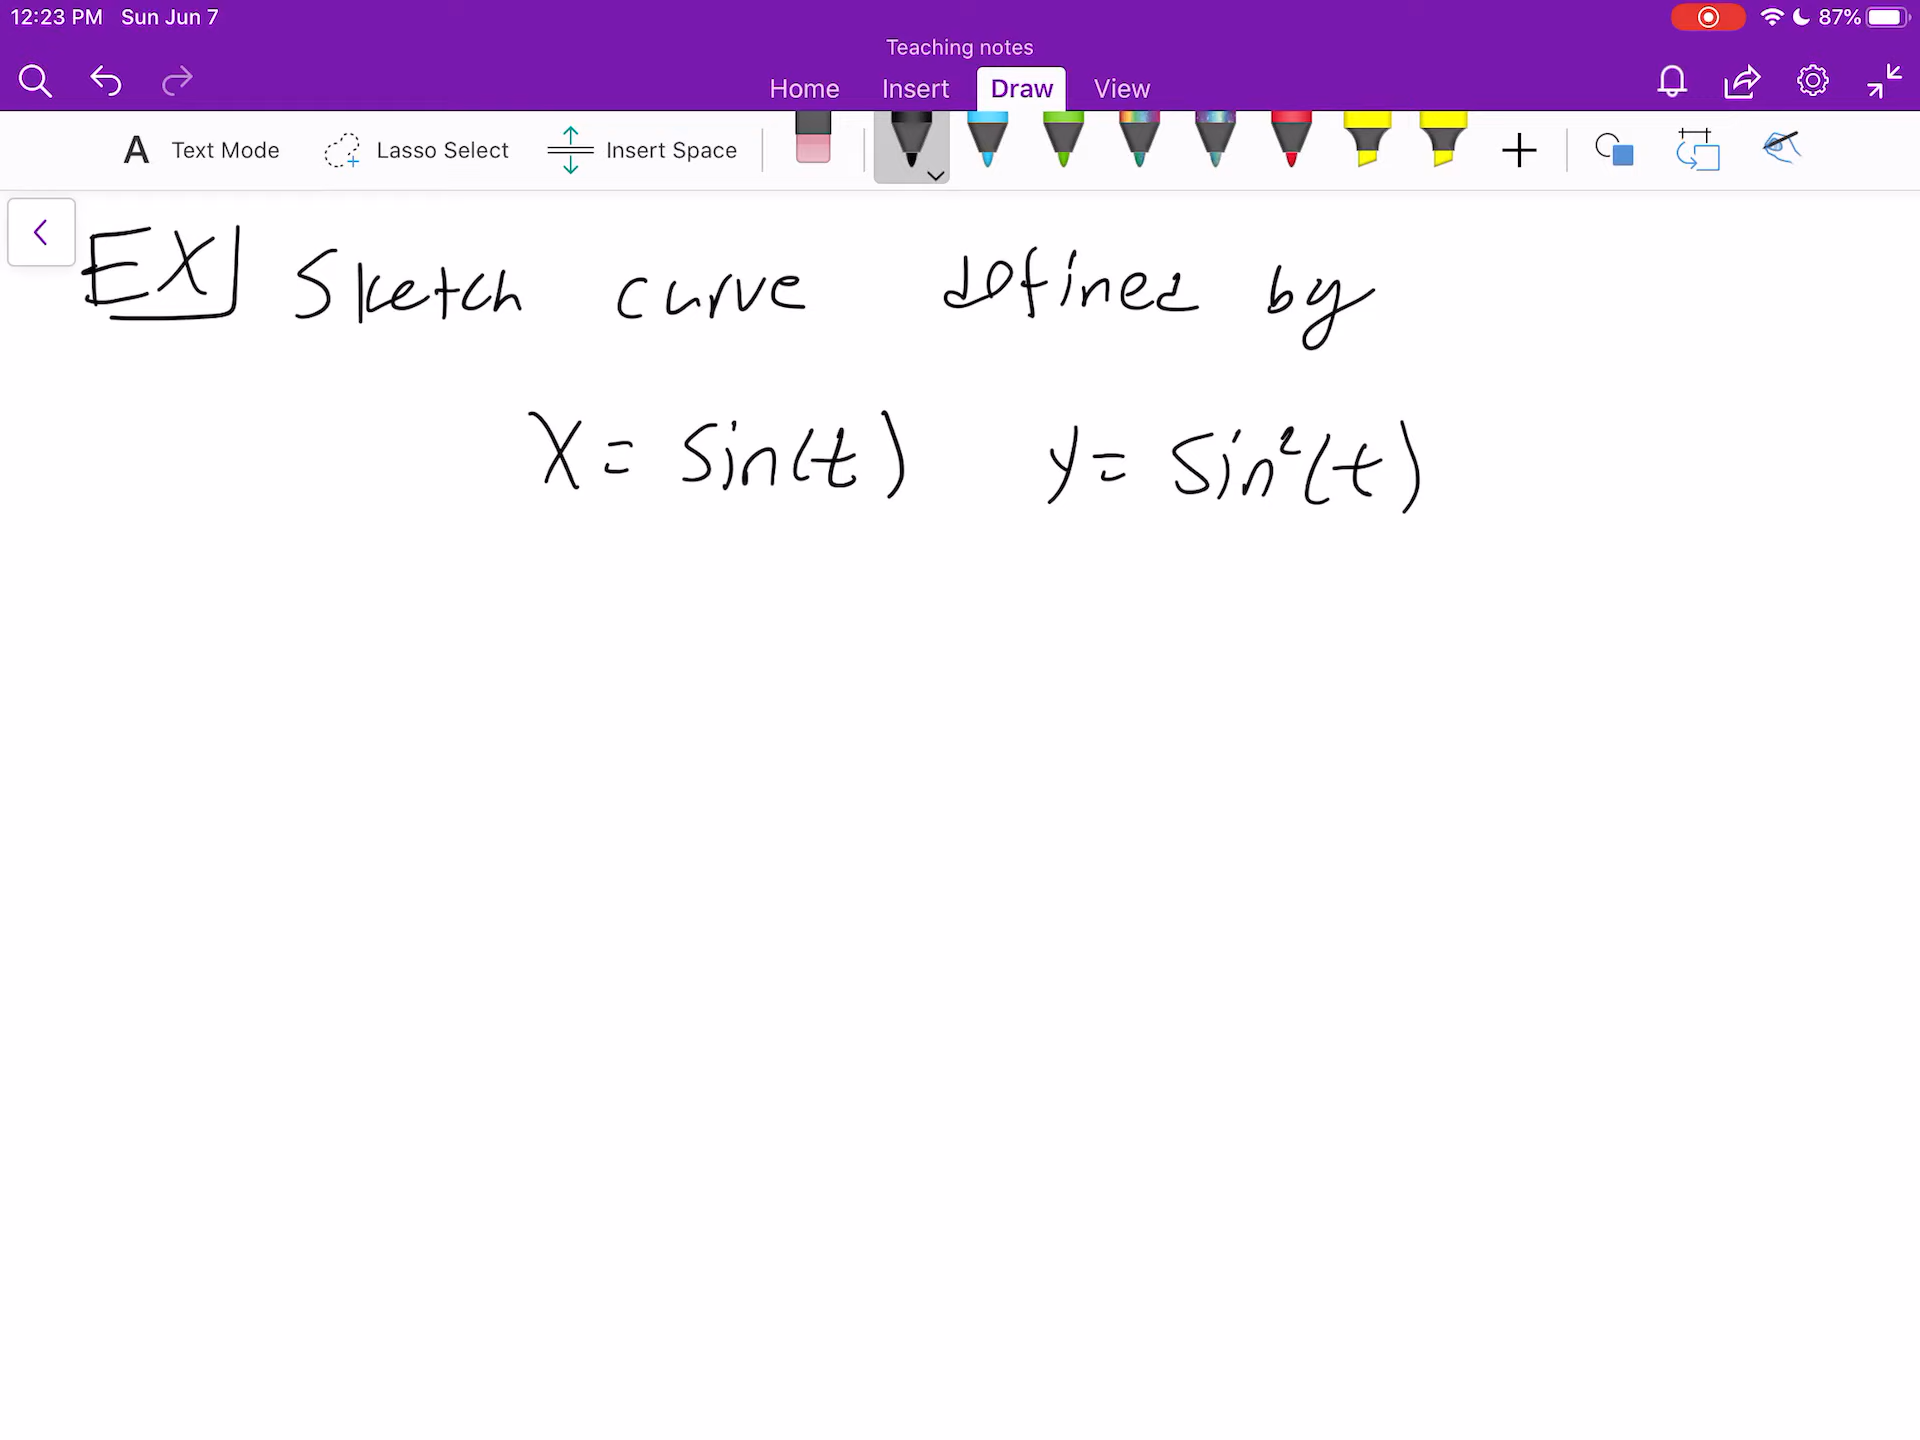 12:23 PM Sun Jun 7 87%
Teaching notes
Home Insert Draw View
A Text Mode Lasso Select Insert Space
EX Sketch curve defined by
x = sin(t) y = sin²(t)